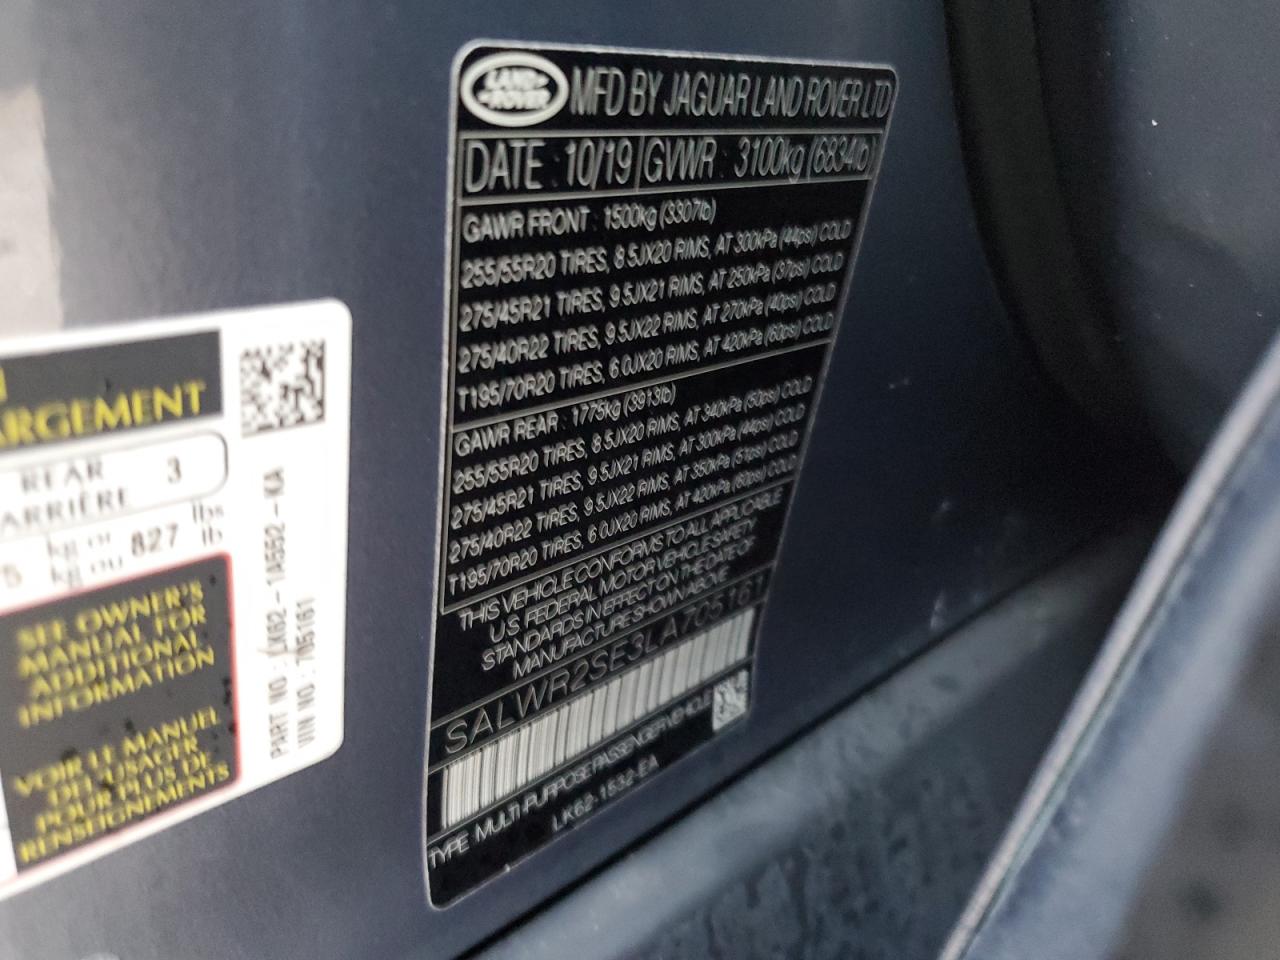 LAND-
-ROVER
MFD BY JAGUAR LAND ROVER LTD
DATE : 10/19 GVWR : 3100kg (6834lb)
GAWR FRONT : 1500kg (3307lb)
255/55R20 TIRES, 8.5JX20 RIMS, AT 300kPa (44psi) COLD
275/45R21 TIRES, 9.5JX21 RIMS, AT 250kPa (37psi) COLD
275/40R22 TIRES, 9.5JX22 RIMS, AT 270kPa (40psi) COLD
T195/70R20 TIRES, 6.0JX20 RIMS, AT 420kPa (60psi) COLD
GAWR REAR : 1775kg (3913lb)
255/55R20 TIRES, 8.5JX20 RIMS, AT 340kPa (50psi) COLD
275/45R21 TIRES, 9.5JX21 RIMS, AT 300kPa (44psi) COLD
275/40R22 TIRES, 9.5JX22 RIMS, AT 350kPa (51psi) COLD
T195/70R20 TIRES, 6.0JX20 RIMS, AT 420kPa (60psi) COLD
THIS VEHICLE CONFORMS TO ALL APPLICABLE
U.S. FEDERAL MOTOR VEHICLE SAFETY
STANDARDS IN EFFECT ON THE DATE OF
MANUFACTURE SHOWN ABOVE
SALWR2SE3LA705161
TYPE MULTI-PURPOSE PASSENGER VEHICLE
LK62-1532-EA
ARGEMENT
REAR 3
ARRIÈRE
5 kg or 827 lbs
kg ou lb
SEE OWNER'S
MANUAL FOR
ADDITIONAL
INFORMATION
VOIR LE MANUEL
DE L'USAGER
POUR PLUS DE
RENSEIGNEMENTS
PART NO.: LK62-1A552-KA
VIN NO.: 705161